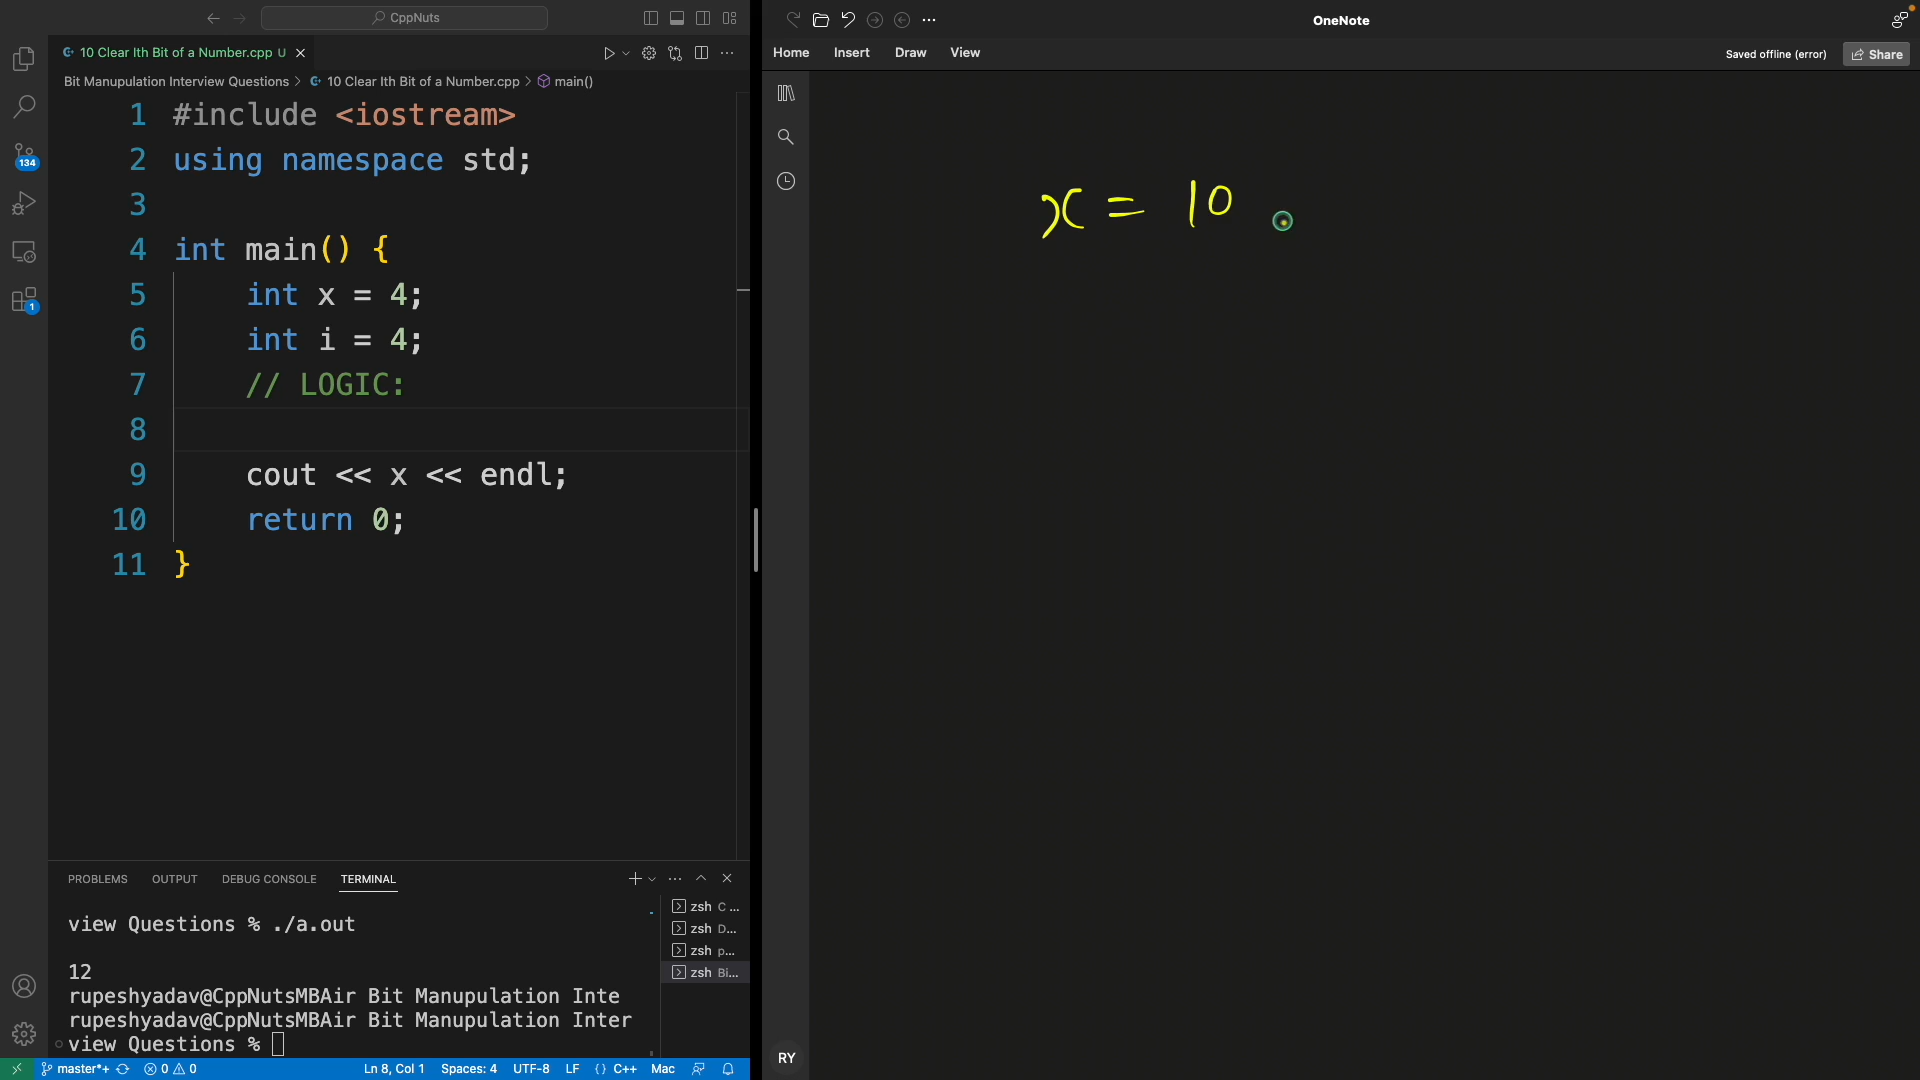 CppNuts
10 Clear Ith Bit of a Number.cpp U
Bit Manupulation Interview Questions > 10 Clear Ith Bit of a Number.cpp > main()
1 #include <iostream>
2 using namespace std;
3
4 int main() {
5 int x = 4;
6 int i = 4;
7 // LOGIC:
8
9 cout << x << endl;
10 return 0;
11 }
134
1
PROBLEMS OUTPUT DEBUG CONSOLE TERMINAL
view Questions % ./a.out
12
rupeshyadav@CppNutsMBAir Bit Manupulation Inte
rupeshyadav@CppNutsMBAir Bit Manupulation Inter
view Questions %
zsh C ...
zsh D...
zsh p...
zsh Bi...
master*+ 0 0 Ln 8, Col 1 Spaces: 4 UTF-8 LF {} C++ Mac
OneNote
Home Insert Draw View
Saved offline (error) Share
x = 10
RY